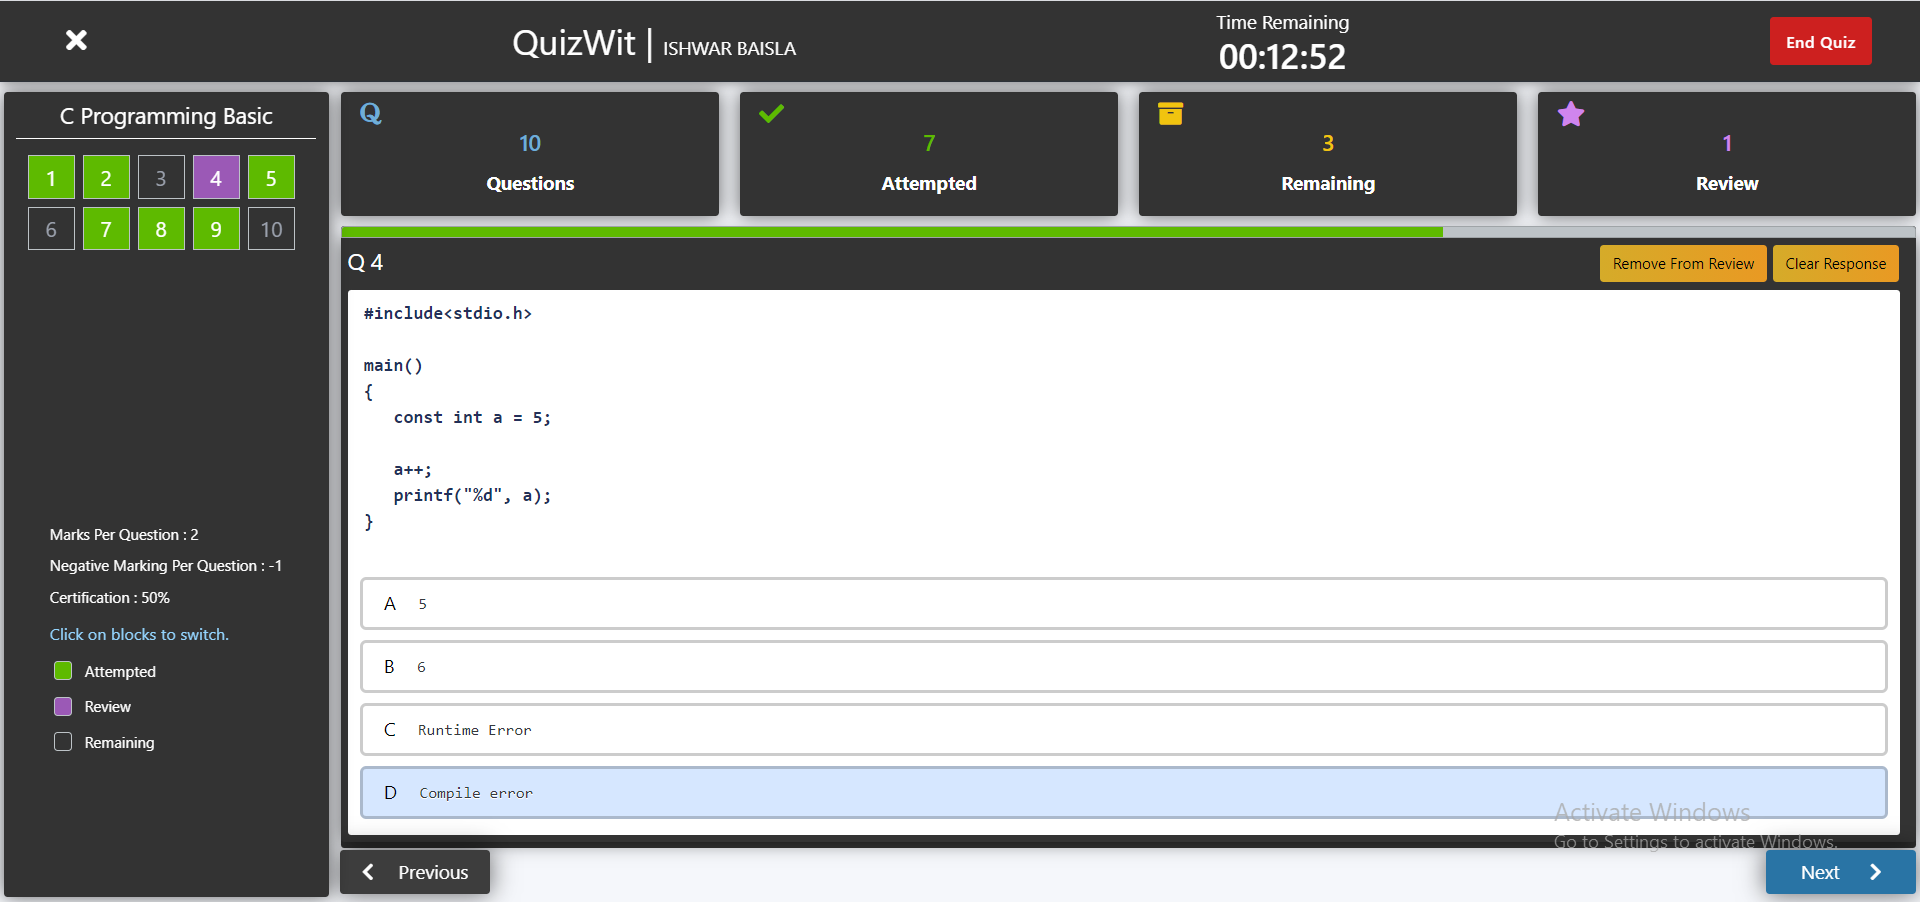 QuizWit | ISHWAR BAISLA
Time Remaining
00:12:52
End Quiz
C Programming Basic
1 2 3 4 5
6 7 8 9 10
Marks Per Question : 2
Negative Marking Per Question : -1
Certification : 50%
Click on blocks to switch.
Attempted
Review
Remaining
Q
10
Questions
7
Attempted
3
Remaining
1
Review
Q 4
Remove From Review
Clear Response
#include<stdio.h>
main()
{
const int a = 5;
a++;
printf("%d", a);
}
A 5
B 6
C Runtime Error
D Compile error
Activate Windows
Go to Settings to activate Windows.
Previous
Next